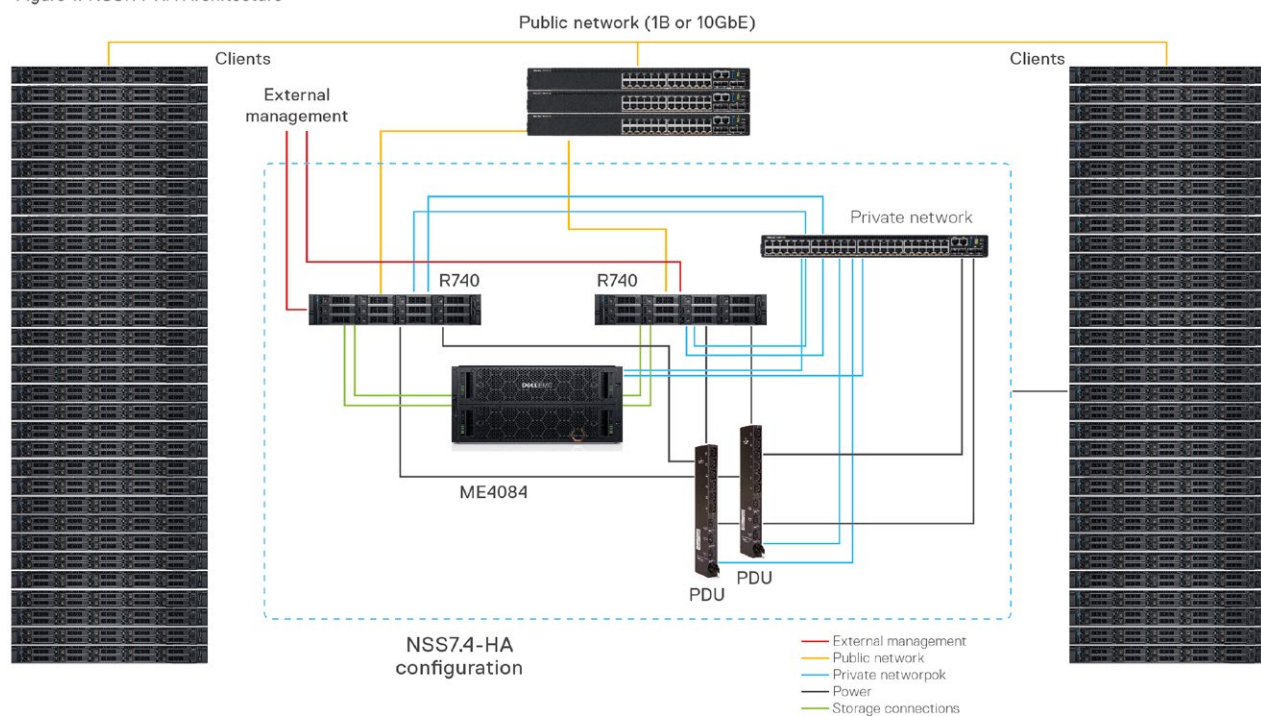 Public network (1B or 10GbE)
Clients
Clients
External
management
Private network
R740
R740
DELLEMC
ME4084
PDU
PDU
NSS7.4-HA
configuration
External management
Public network
Private networpok
Power
Storage connections